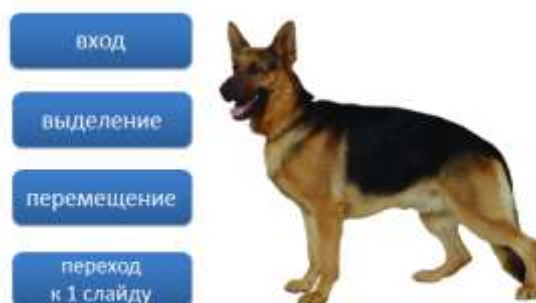 вход
выделение
перемещение
переход
к 1 слайду